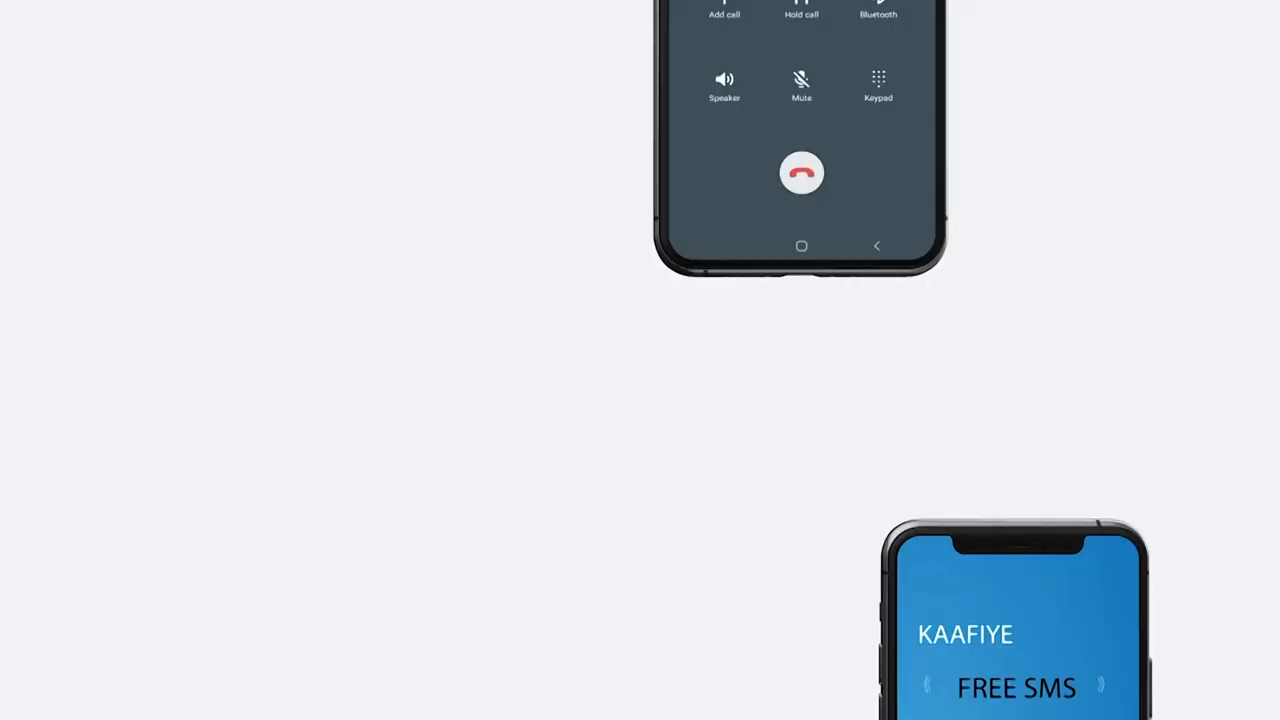 Add call Hold call Bluetooth
Speaker Mute Keypad
KAAFIYE
FREE SMS